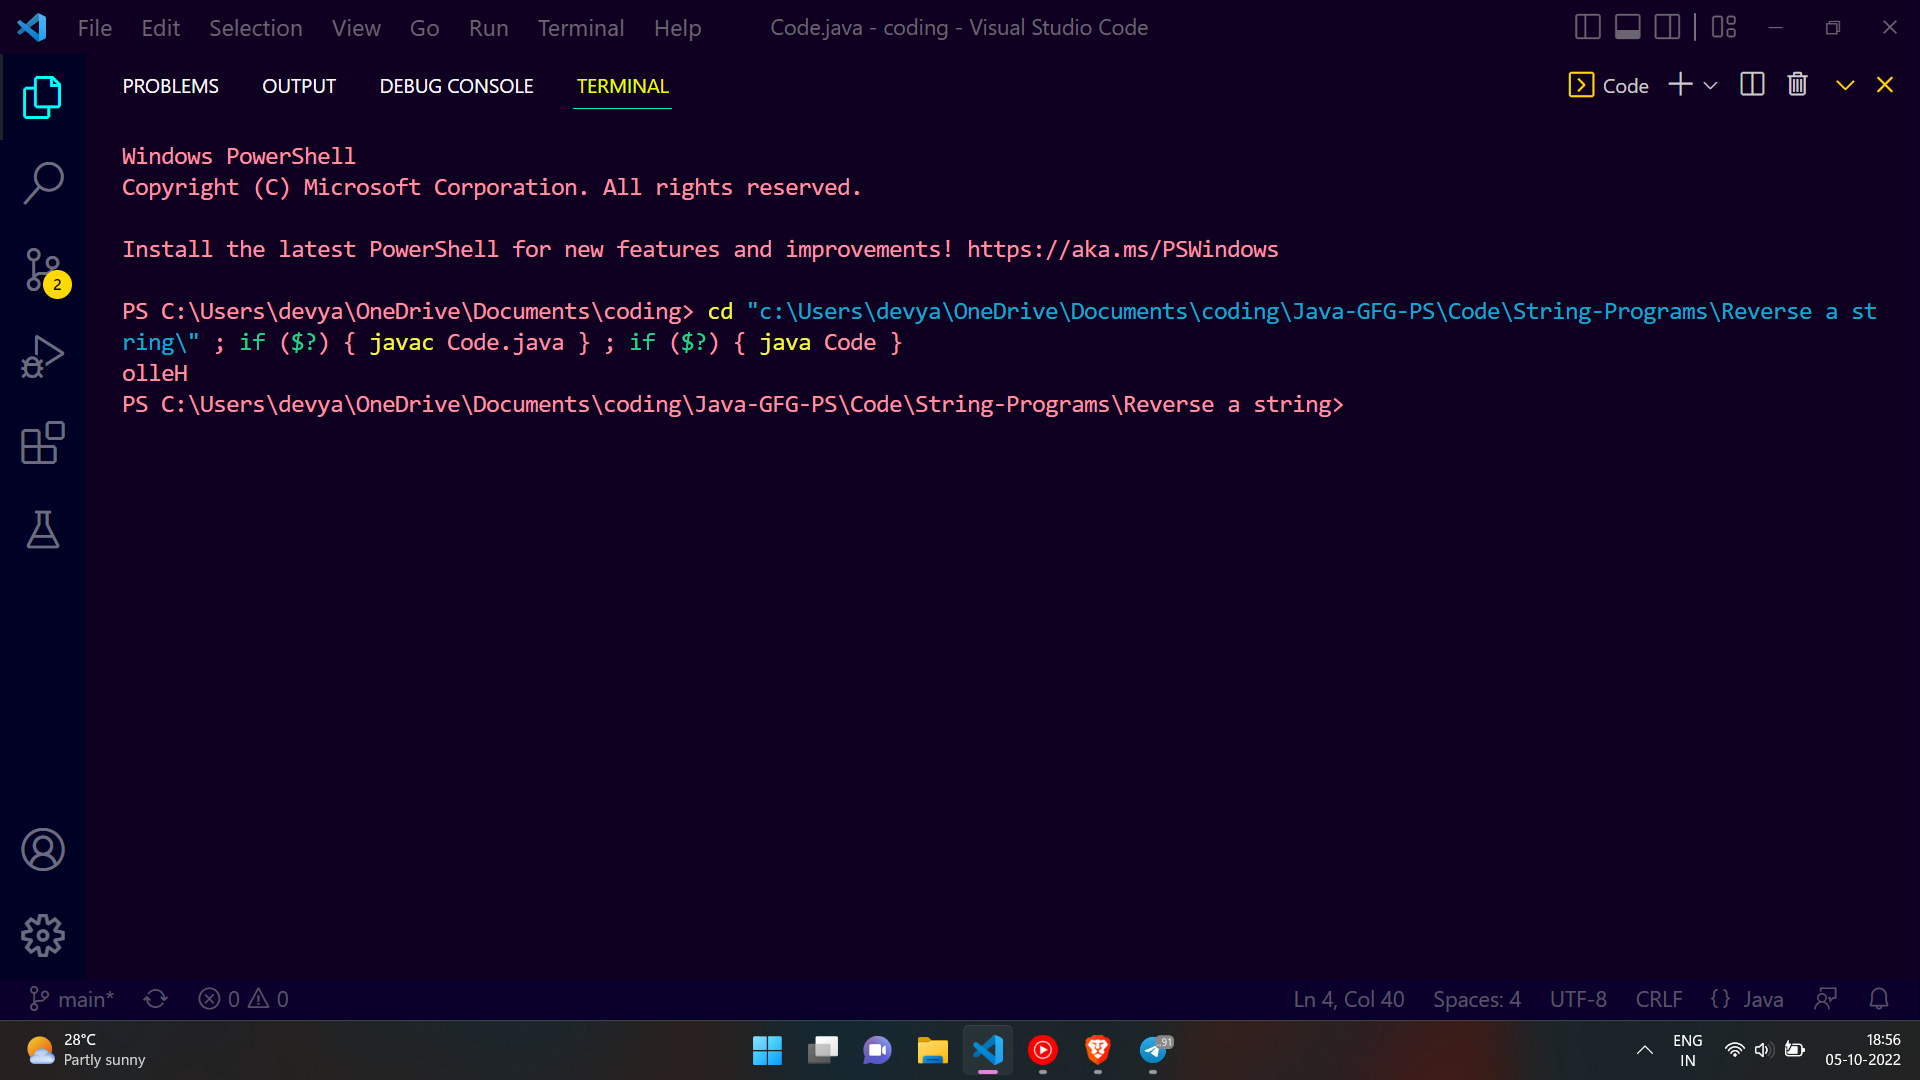 File Edit Selection View Go Run Terminal Help Code.java - coding - Visual Studio Code
PROBLEMS OUTPUT DEBUG CONSOLE TERMINAL Code
Windows PowerShell
Copyright (C) Microsoft Corporation. All rights reserved.
Install the latest PowerShell for new features and improvements! https://aka.ms/PSWindows
PS C:\Users\devya\OneDrive\Documents\coding> cd "c:\Users\devya\OneDrive\Documents\coding\Java-GFG-PS\Code\String-Programs\Reverse a st
ring\" ; if ($?) { javac Code.java } ; if ($?) { java Code }
olleH
PS C:\Users\devya\OneDrive\Documents\coding\Java-GFG-PS\Code\String-Programs\Reverse a string>
2
main* 0 0 Ln 4, Col 40 Spaces: 4 UTF-8 CRLF {} Java
28°C
Partly sunny
91
ENG
IN
18:56
05-10-2022